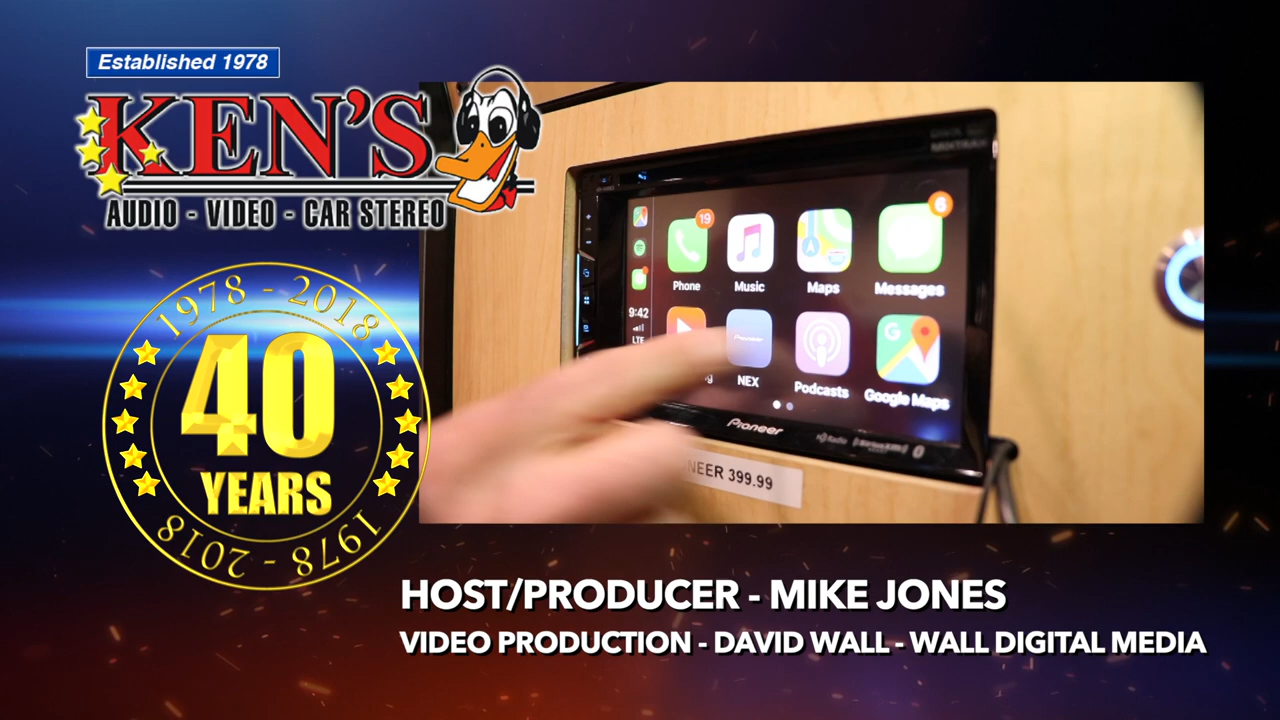 Established 1978
KEN'S
AUDIO - VIDEO - CAR STEREO
1978 - 2018
40
YEARS
1978 - 2018
19
6
Phone
Music
Maps
Messages
9:42
LTE
NEX
Podcasts
Google Maps
Pioneer
NEER 399.99
HOST/PRODUCER - MIKE JONES
VIDEO PRODUCTION - DAVID WALL - WALL DIGITAL MEDIA